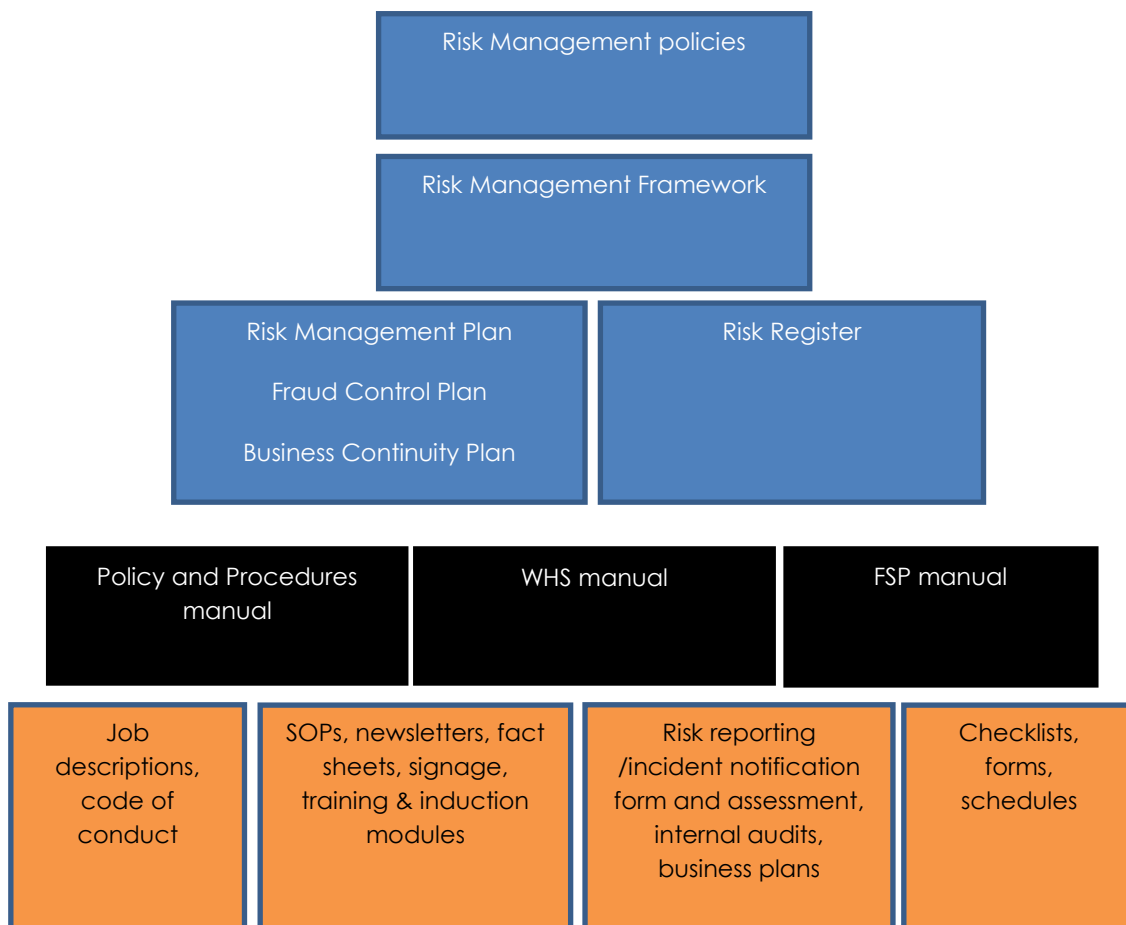 Risk Management policies
Risk Management Framework
Risk Management Plan
Fraud Control Plan
Business Continuity Plan
Risk Register
Policy and Procedures
manual
WHS manual
FSP manual
Job
descriptions,
code of
conduct
SOPs, newsletters, fact
sheets, signage,
training & induction
modules
Risk reporting
/incident notification
form and assessment,
internal audits,
business plans
Checklists,
forms,
schedules